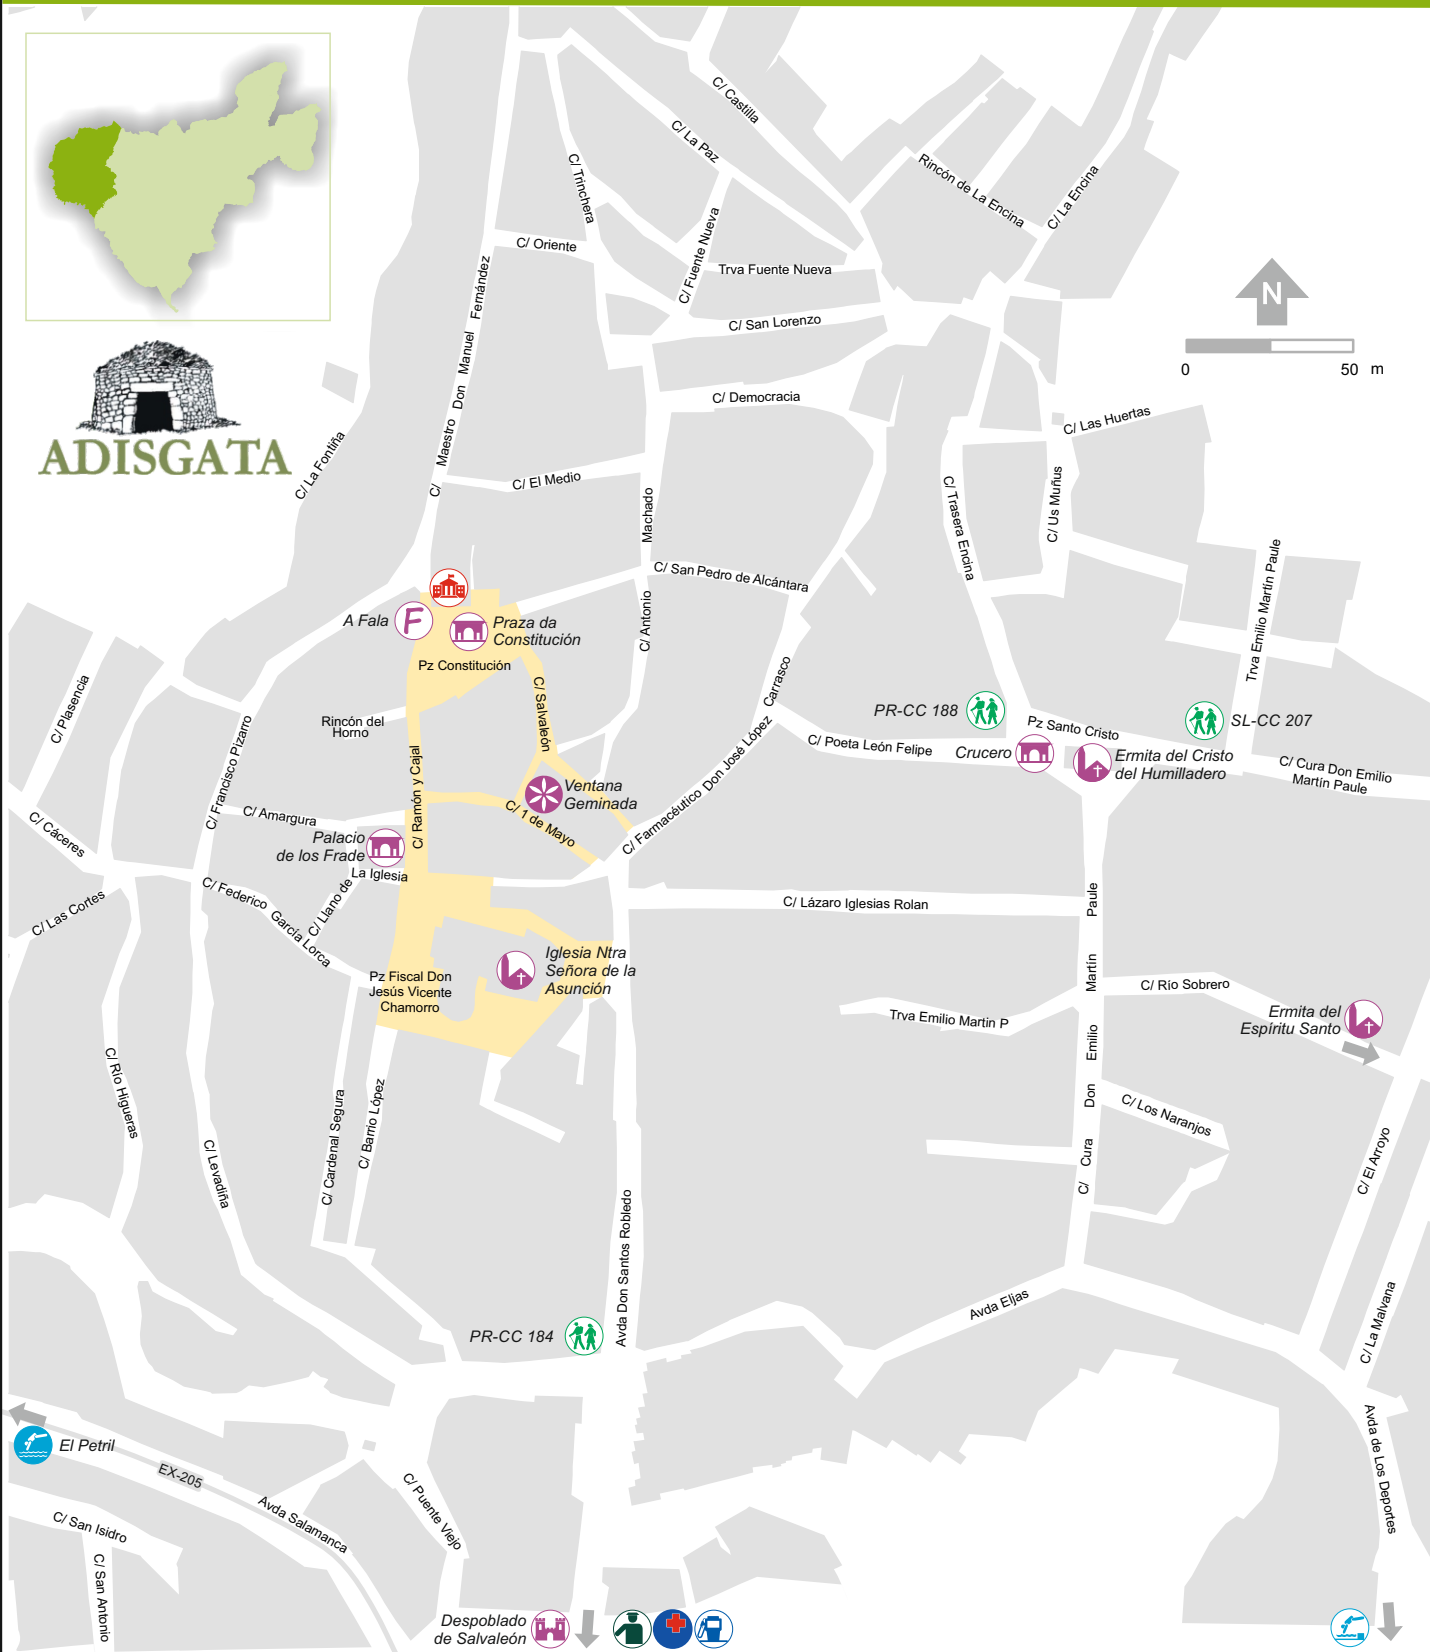 C/ Castilla
C/ La Paz
C/ Trinchera
Rincón de La Encina
C/ La Encina
C/ Oriente
C/ Fuente Nueva
Trva Fuente Nueva
C/ San Lorenzo
N
0 50 m
C/ Maestro Don Manuel Fernández
C/ Democracia
C/ Las Huertas
ADISGATA
C/ La Fontiña
C/ El Medio
C/ Antonio Machado
C/ Trasera Encina
C/ Us Muñus
C/ San Pedro de Alcántara
Trva Emilio Martín Paule
A Fala
F
Praza da
Constitución
Pz Constitución
C/ Plasencia
C/ Salvaleón
Rincón del
Horno
C/ Francisco Pizarro
C/ Ramón y Cajal
C/ Farmacéutico Don José López Carrasco
PR-CC 188
Pz Santo Cristo
SL-CC 207
C/ Poeta León Felipe
Crucero
Ermita del Cristo
del Humilladero
C/ Cura Don Emilio
Martín Paule
Ventana
Geminada
C/ 1 de Mayo
C/ Amargura
C/ Cáceres
Palacio
de los Frade
C/ Llano de
La Iglesia
C/ Federico García Lorca
C/ Las Cortes
C/ Lázaro Iglesias Rolan
C/ Cura Don Emilio Martín Paule
Iglesia Ntra
Señora de la
Asunción
Pz Fiscal Don
Jesús Vicente
Chamorro
C/ Río Sobrero
Trva Emilio Martin P
Ermita del
Espíritu Santo
C/ Río Higueras
C/ Levadiña
C/ Cardenal Segura
C/ Barrio López
C/ Los Naranjos
C/ El Arroyo
Avda Don Santos Robledo
Avda Eljas
C/ La Malvana
PR-CC 184
El Petril
EX-205
Avda Salamanca
C/ Puente Viejo
Avda de Los Deportes
C/ San Isidro
C/ San Antonio
Despoblado
de Salvaleón